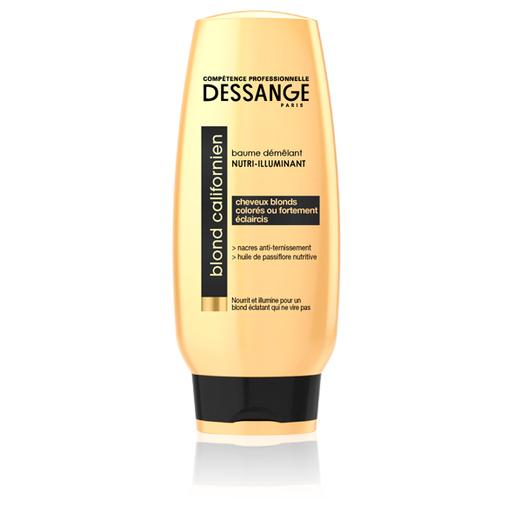 COMPÉTENCE PROFESSIONNELLE
DESSANGE
PARIS
blond californien
baume démêlant
NUTRI-ILLUMINANT
cheveux blonds
colorés ou fortement
éclaircis
> nacres anti-ternissement
> huile de passiflore nutritive
Nourrit et illumine pour un
blond éclatant qui ne vire pas